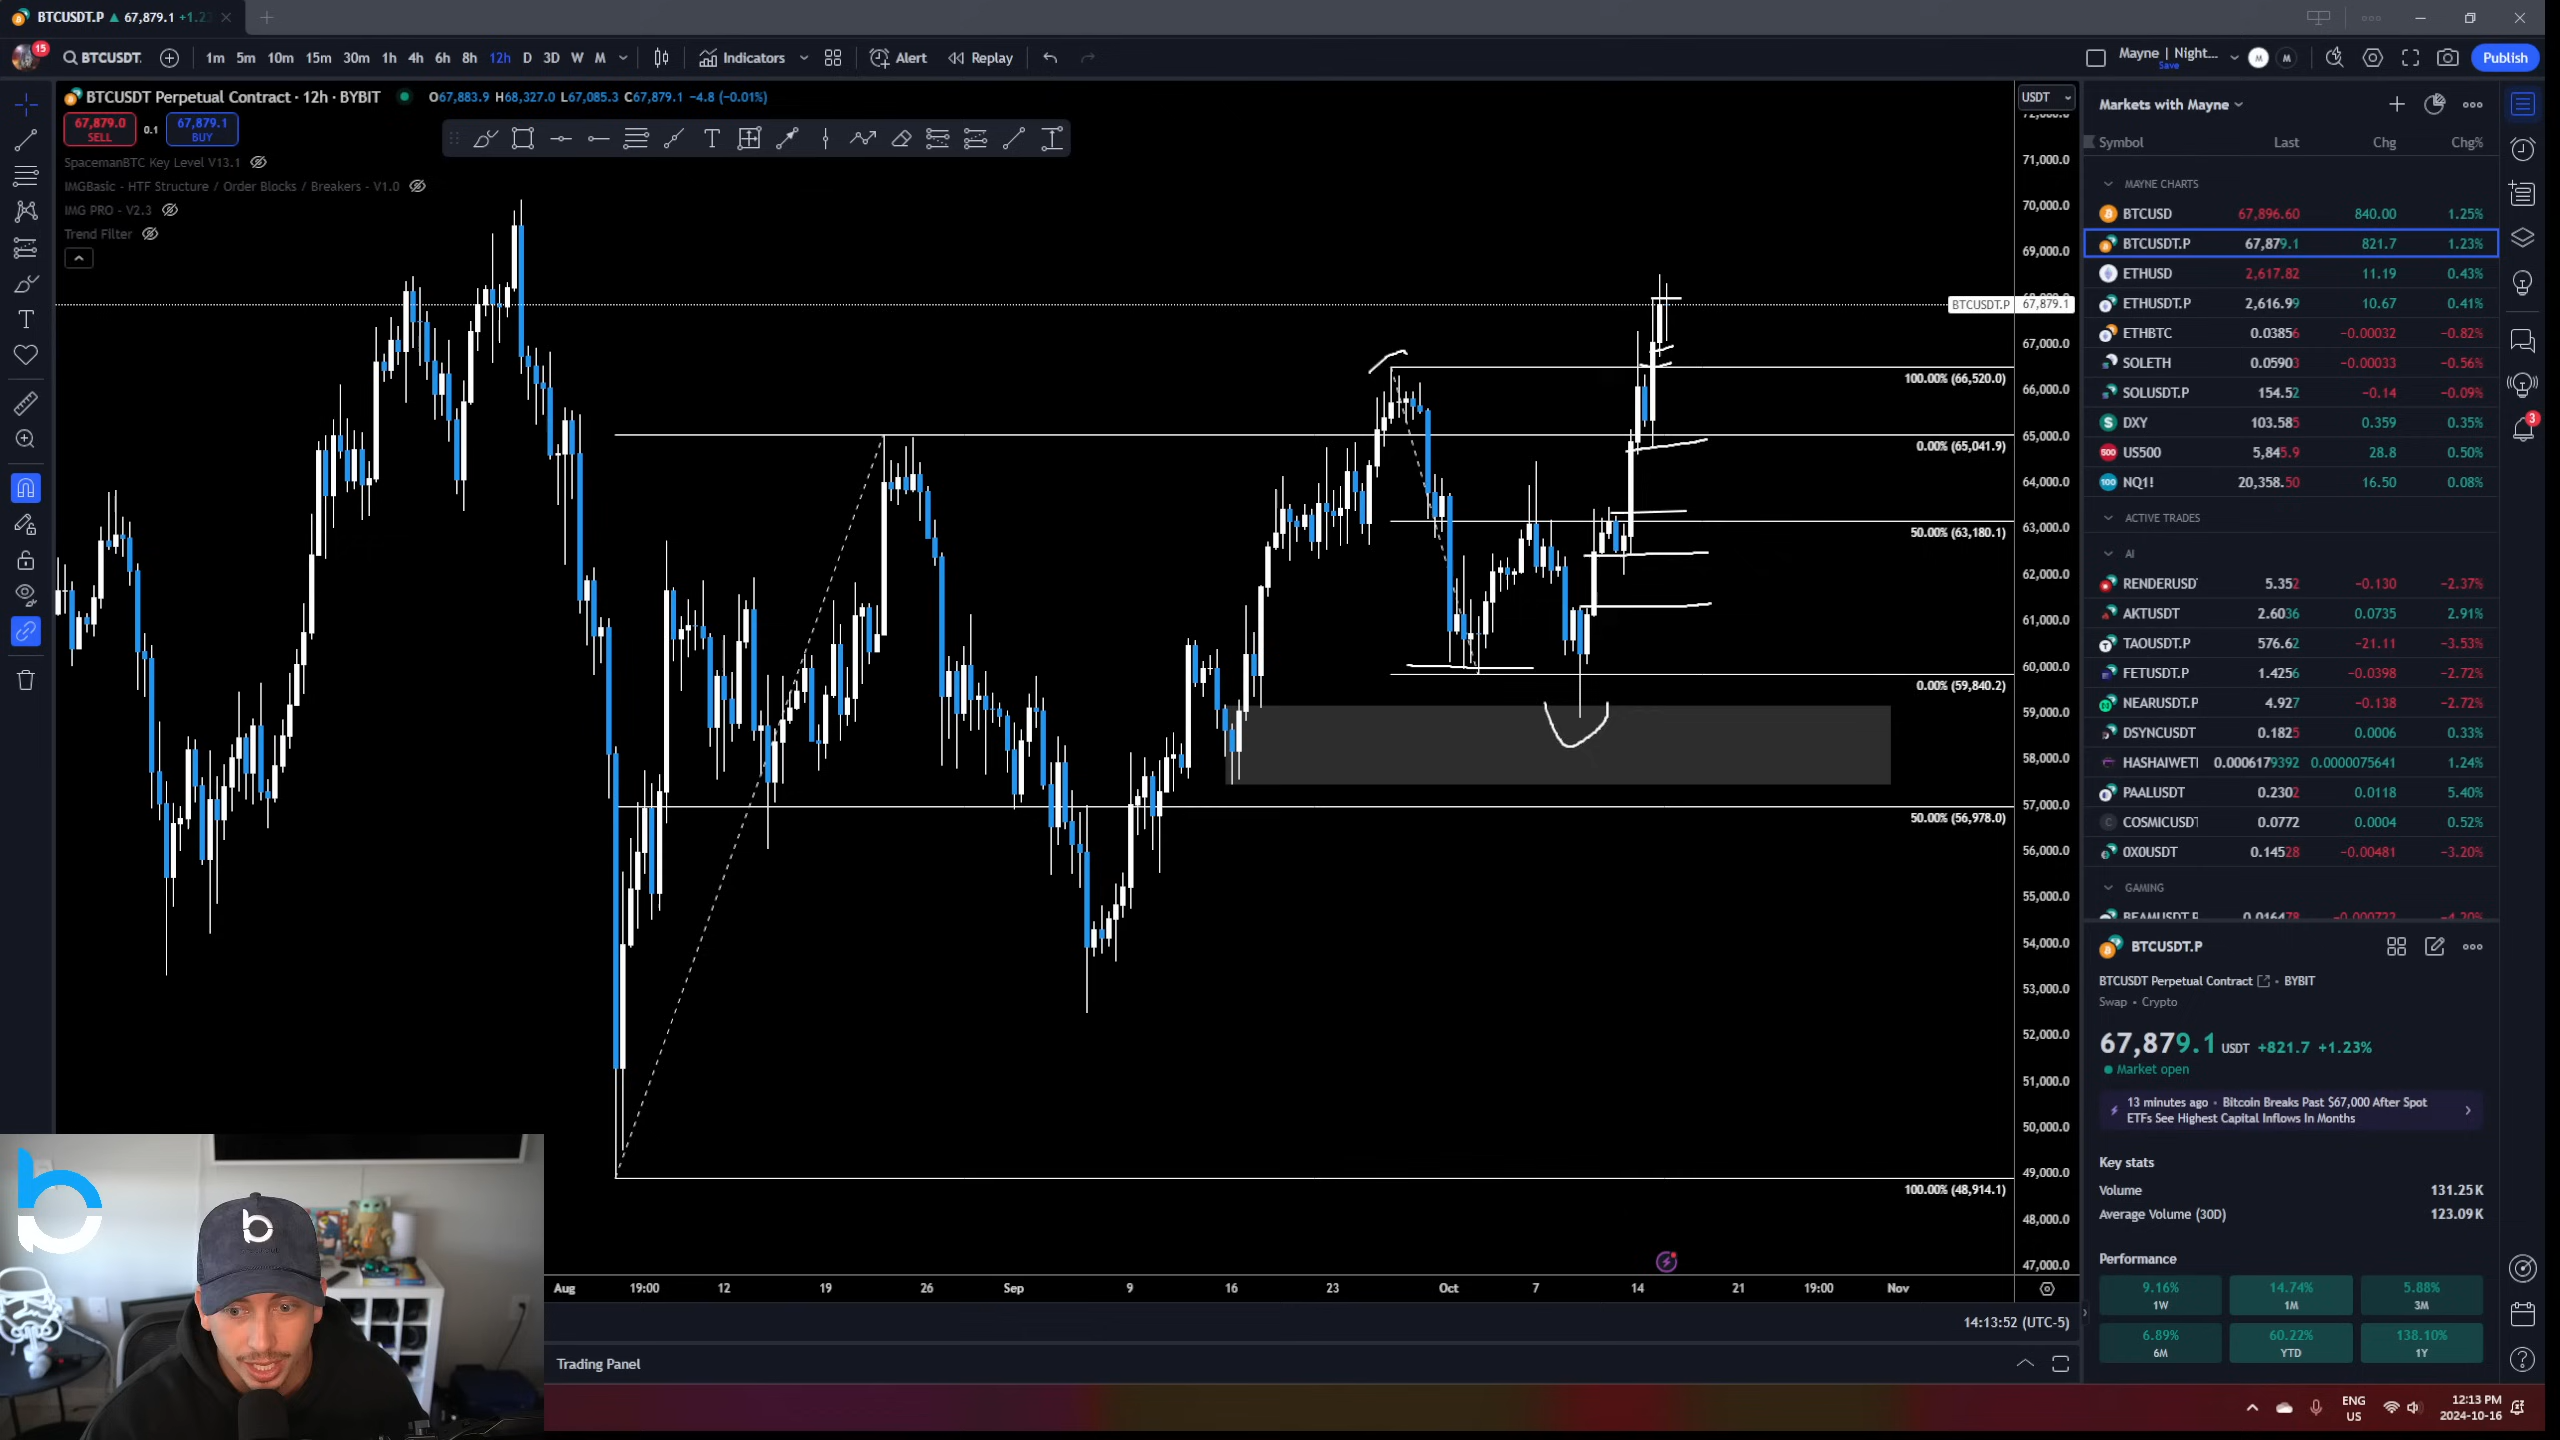 BTCUSDT.P ▲ 67,879.1 +1.2
15
BTCUSDT.
1m 5m 10m 15m 30m 1h 4h 6h 8h 12h D 3D W M
Indicators
Alert
Replay
Mayne | Night...
Save
M
M
Publish
BTCUSDT Perpetual Contract · 12h · BYBIT
O67,883.9 H68,327.0 L67,085.3 C67,879.1 −4.8 (−0.01%)
67,879.0
SELL
0.1
67,879.1
BUY
SpacemanBTC Key Level V13.1
IMGBasic - HTF Structure / Order Blocks / Breakers - V1.0
IMG PRO - V2.3
Trend Filter
USDT
71,000.0
70,000.0
69,000.0
BTCUSDT.P 67,879.1
67,000.0
66,000.0
65,000.0
64,000.0
63,000.0
62,000.0
61,000.0
60,000.0
59,000.0
58,000.0
57,000.0
56,000.0
55,000.0
54,000.0
53,000.0
52,000.0
51,000.0
50,000.0
49,000.0
48,000.0
47,000.0
100.00% (66,520.0)
0.00% (65,041.9)
50.00% (63,180.1)
0.00% (59,840.2)
50.00% (56,978.0)
100.00% (48,914.1)
Aug 19:00 12 19 26 Sep 9 16 23 Oct 7 14 21 19:00 Nov
14:13:52 (UTC-5)
Trading Panel
Markets with Mayne
Symbol Last Chg Chg%
MAYNE CHARTS
BTCUSD 67,896.60 840.00 1.25%
BTCUSDT.P 67,879.1 821.7 1.23%
ETHUSD 2,617.82 11.19 0.43%
ETHUSDT.P 2,616.99 10.67 0.41%
ETHBTC 0.03856 −0.00032 −0.82%
SOLETH 0.05903 −0.00033 −0.56%
SOLUSDT.P 154.52 −0.14 −0.09%
DXY 103.585 0.359 0.35%
US500 5,845.9 28.8 0.50%
NQ1! 20,358.50 16.50 0.08%
ACTIVE TRADES
AI
RENDERUSD 5.352 −0.130 −2.37%
AKTUSDT 2.6036 0.0735 2.91%
TAOUSDT.P 576.62 −21.11 −3.53%
FETUSDT.P 1.4256 −0.0398 −2.72%
NEARUSDT.P 4.927 −0.138 −2.72%
DSYNCUSDT 0.1825 0.0006 0.33%
HASHAIWETI 0.0006179392 0.0000075641 1.24%
PAALUSDT 0.2302 0.0118 5.40%
COSMICUSDT 0.0772 0.0004 0.52%
0X0USDT 0.14528 −0.00481 −3.20%
GAMING
BEAMUSDT.P 0.016478 −0.000722 −4.20%
3
BTCUSDT.P
BTCUSDT Perpetual Contract • BYBIT
Swap • Crypto
67,879.1 USDT +821.7 +1.23%
Market open
13 minutes ago • Bitcoin Breaks Past $67,000 After Spot
ETFs See Highest Capital Inflows In Months
Key stats
Volume 131.25K
Average Volume (30D) 123.09K
Performance
9.16% 14.74% 5.88%
1W 1M 3M
6.89% 60.22% 138.10%
6M YTD 1Y
ENG
US
12:13 PM
2024-10-16